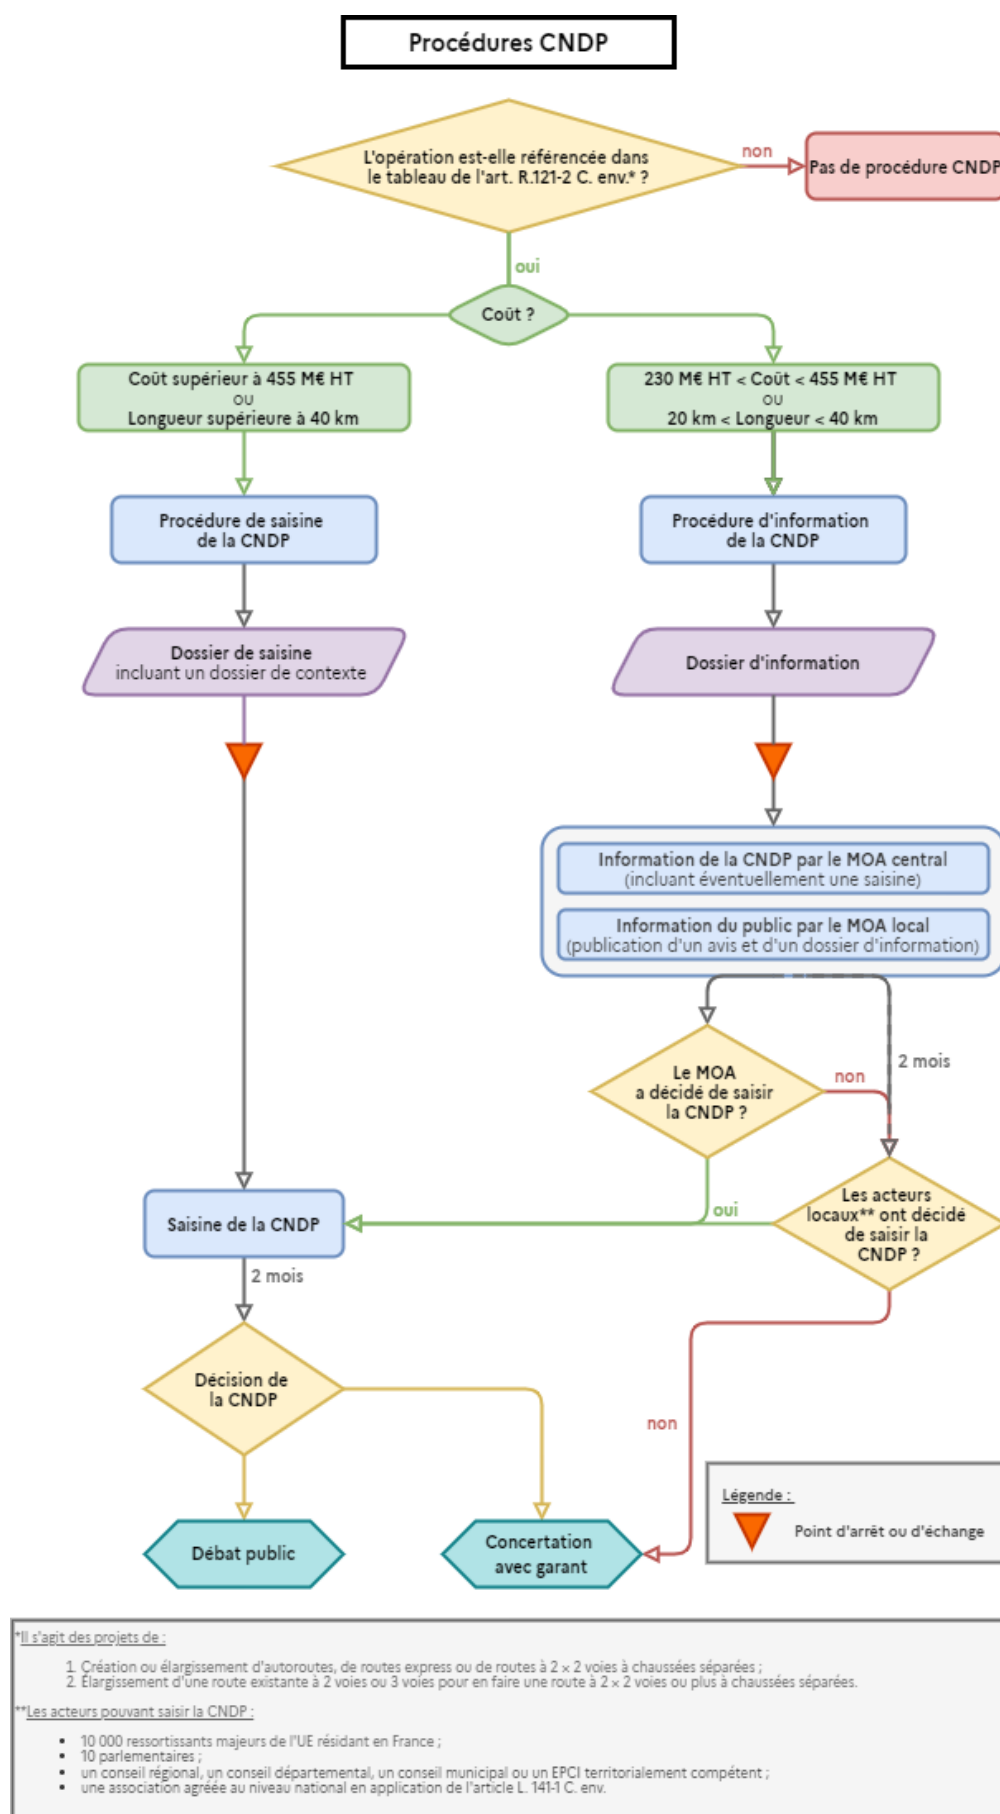 Procédures CNDP
L'opération est-elle référencée dans
le tableau de l'art. R.121-2 C. env.* ?
non
Pas de procédure CNDP
oui
Coût ?
Coût supérieur à 455 M€ HT
OU
Longueur supérieure à 40 km
230 M€ HT < Coût < 455 M€ HT
OU
20 km < Longueur < 40 km
Procédure de saisine
de la CNDP
Procédure d'information
de la CNDP
Dossier de saisine
incluant un dossier de contexte
Dossier d'information
Information de la CNDP par le MOA central
(incluant éventuellement une saisine)
Information du public par le MOA local
(publication d'un avis et d'un dossier d'information)
2 mois
Le MOA
a décidé de saisir
la CNDP ?
non
Les acteurs
locaux** ont décidé
de saisir la
CNDP ?
oui
Saisine de la CNDP
2 mois
Décision de
la CNDP
non
Débat public
Concertation
avec garant
Légende :
Point d'arrêt ou d'échange
*Il s'agit des projets de :
1. Création ou élargissement d'autoroutes, de routes express ou de routes à 2 × 2 voies à chaussées séparées ;
2. Élargissement d'une route existante à 2 voies ou 3 voies pour en faire une route à 2 × 2 voies ou plus à chaussées séparées.
**Les acteurs pouvant saisir la CNDP :
• 10 000 ressortissants majeurs de l'UE résidant en France ;
• 10 parlementaires ;
• un conseil régional, un conseil départemental, un conseil municipal ou un EPCI territorialement compétent ;
• une association agréée au niveau national en application de l'article L. 141-1 C. env.